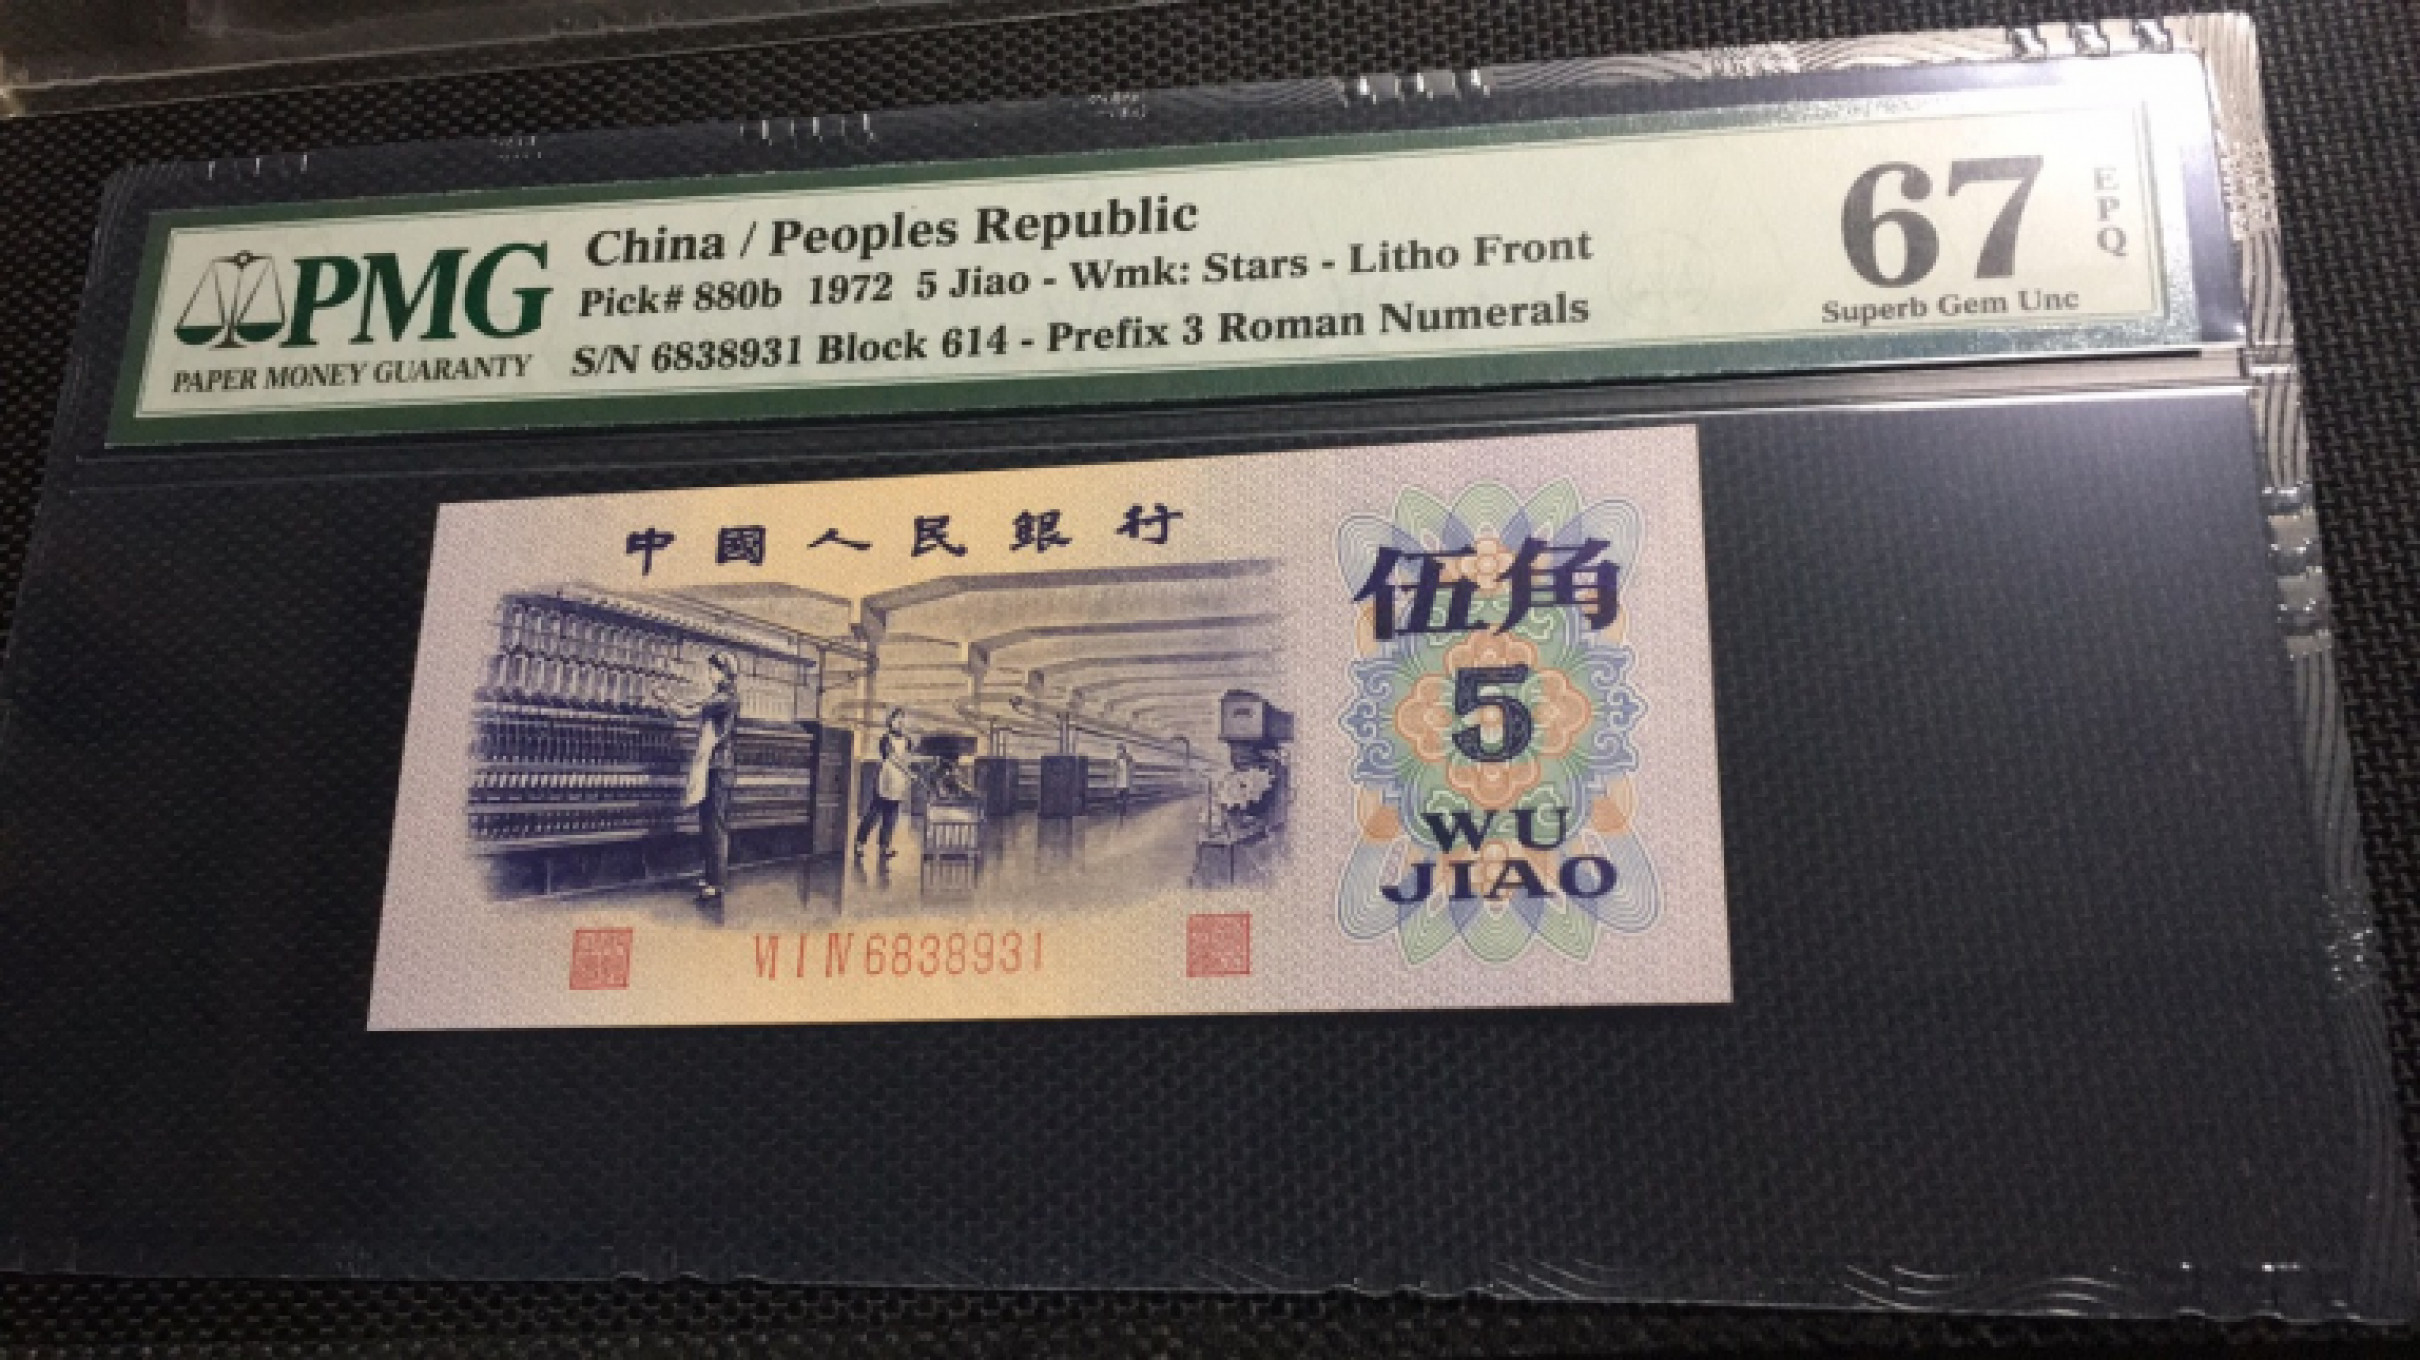 PMG
PAPER MONEY GUARANTY
China / Peoples Republic
Pick# 880b 1972 5 Jiao - Wmk: Stars - Litho Front
S/N 6838931 Block 614 - Prefix 3 Roman Numerals
67
EPQ
Superb Gem Unc
中國人民銀行
伍角
5
WU
JIAO
VI I IV 6838931